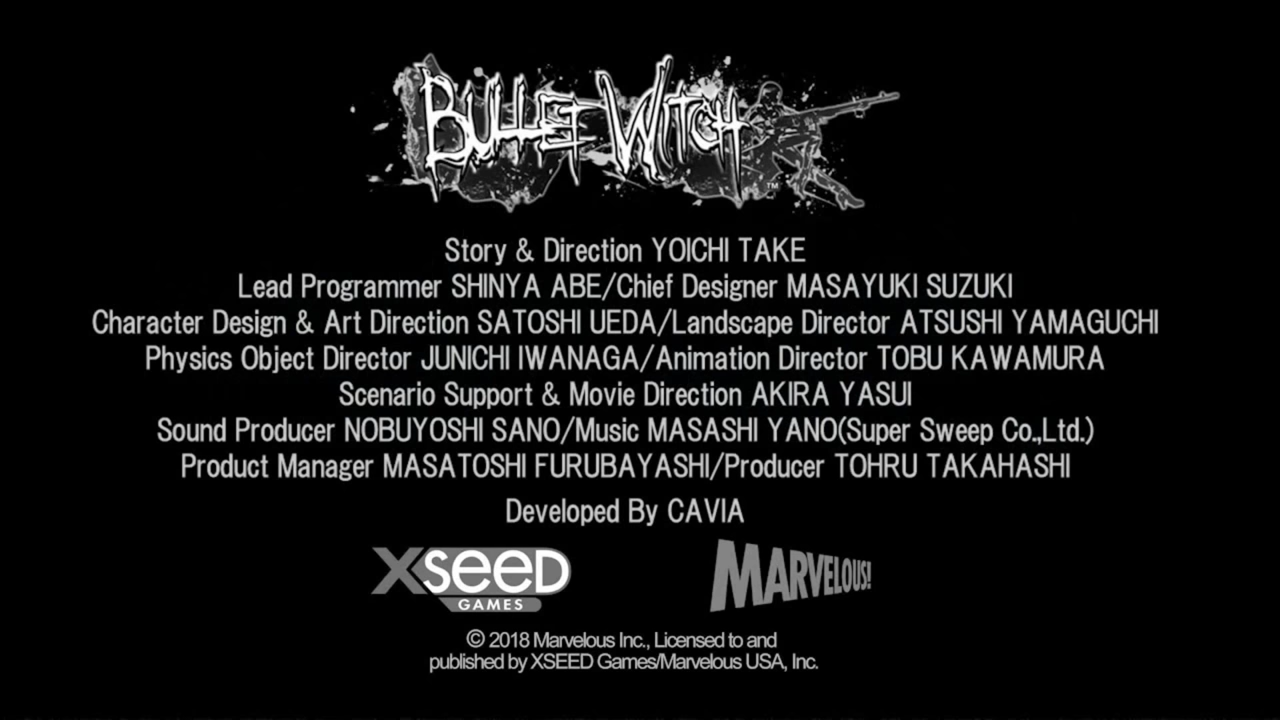 BULLET WITCH
TM
Story & Direction YOICHI TAKE
Lead Programmer SHINYA ABE/Chief Designer MASAYUKI SUZUKI
Character Design & Art Direction SATOSHI UEDA/Landscape Director ATSUSHI YAMAGUCHI
Physics Object Director JUNICHI IWANAGA/Animation Director TOBU KAWAMURA
Scenario Support & Movie Direction AKIRA YASUI
Sound Producer NOBUYOSHI SANO/Music MASASHI YANO(Super Sweep Co.,Ltd.)
Product Manager MASATOSHI FURUBAYASHI/Producer TOHRU TAKAHASHI
Developed By CAVIA
XSEED
GAMES
MARVELOUS!
© 2018 Marvelous Inc., Licensed to and
published by XSEED Games/Marvelous USA, Inc.